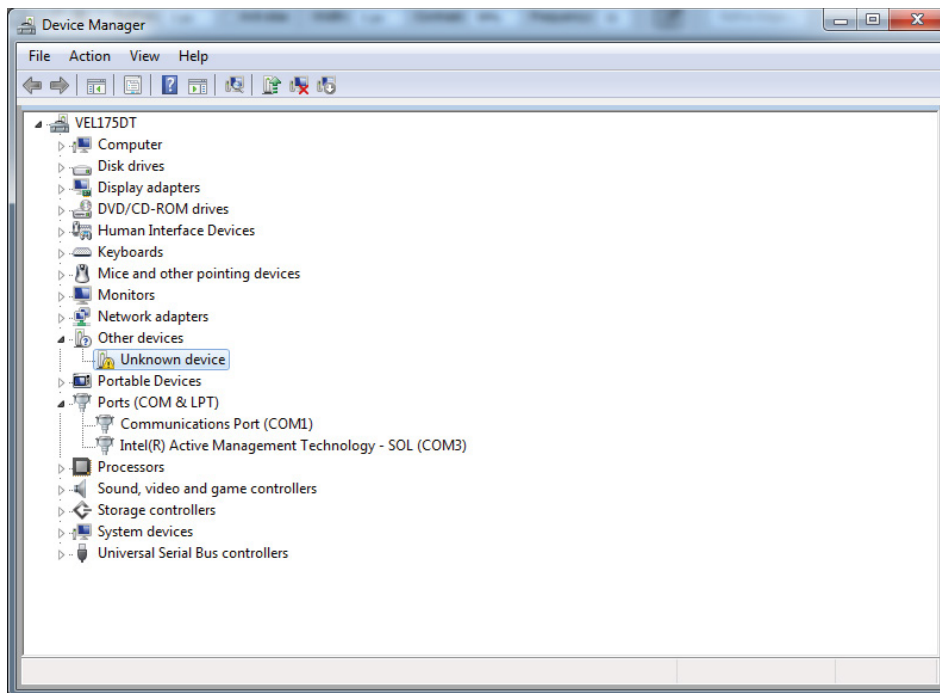 Device Manager
File Action View Help
VEL175DT
Computer
Disk drives
Display adapters
DVD/CD-ROM drives
Human Interface Devices
Keyboards
Mice and other pointing devices
Monitors
Network adapters
Other devices
Unknown device
Portable Devices
Ports (COM & LPT)
Communications Port (COM1)
Intel(R) Active Management Technology - SOL (COM3)
Processors
Sound, video and game controllers
Storage controllers
System devices
Universal Serial Bus controllers